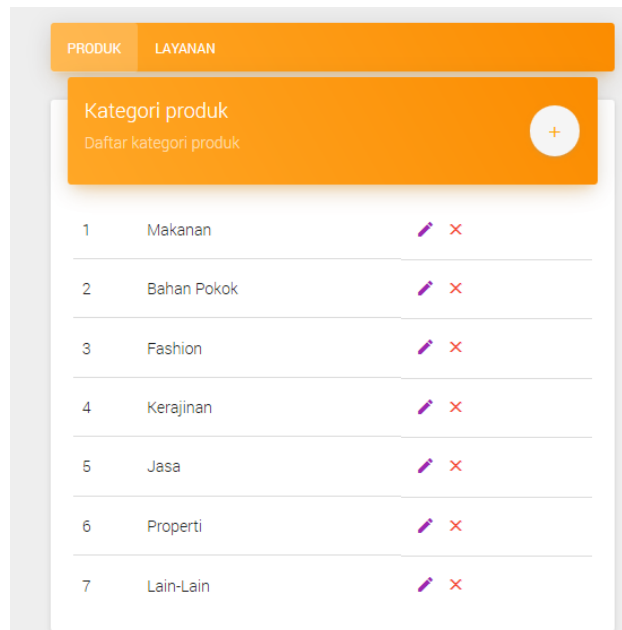 PRODUK LAYANAN
Kategori produk
Daftar kategori produk
+
1 Makanan
2 Bahan Pokok
3 Fashion
4 Kerajinan
5 Jasa
6 Properti
7 Lain-Lain